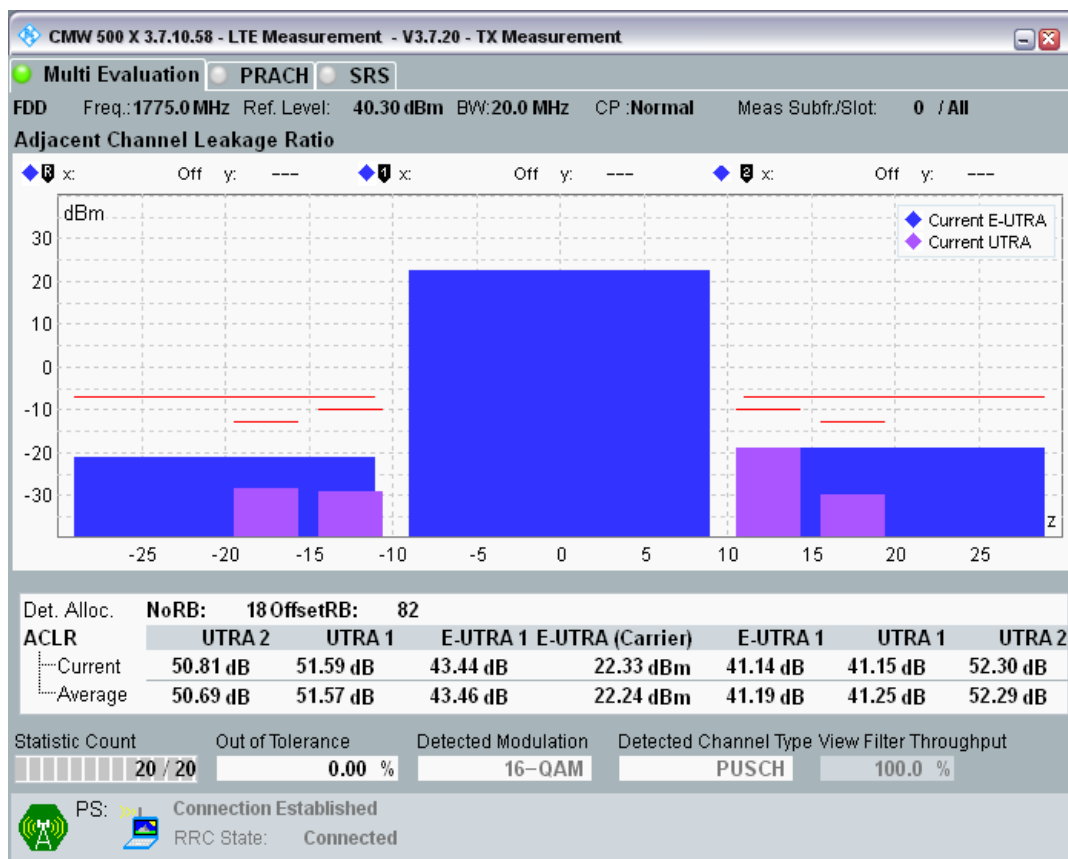 CMW 500 X 3.7.10.58 - LTE Measurement - V3.7.20 - TX Measurement
Multi Evaluation PRACH SRS
FDD Freq.: 1775.0 MHz Ref. Level: 40.30 dBm BW: 20.0 MHz CP : Normal Meas Subfr./Slot: 0 / All
Adjacent Channel Leakage Ratio
R x: Off y: --- 1 x: Off y: --- 2 x: Off y: ---
dBm
Current E-UTRA
Current UTRA
30
20
10
0
-10
-20
-30
z
-25 -20 -15 -10 -5 0 5 10 15 20 25
Det. Alloc. NoRB: 18 OffsetRB: 82
ACLR UTRA 2 UTRA 1 E-UTRA 1 E-UTRA (Carrier) E-UTRA 1 UTRA 1 UTRA 2
Current 50.81 dB 51.59 dB 43.44 dB 22.33 dBm 41.14 dB 41.15 dB 52.30 dB
Average 50.69 dB 51.57 dB 43.46 dB 22.24 dBm 41.19 dB 41.25 dB 52.29 dB
Statistic Count Out of Tolerance Detected Modulation Detected Channel Type View Filter Throughput
20 / 20 0.00 % 16-QAM PUSCH 100.0 %
PS: Connection Established
RRC State: Connected